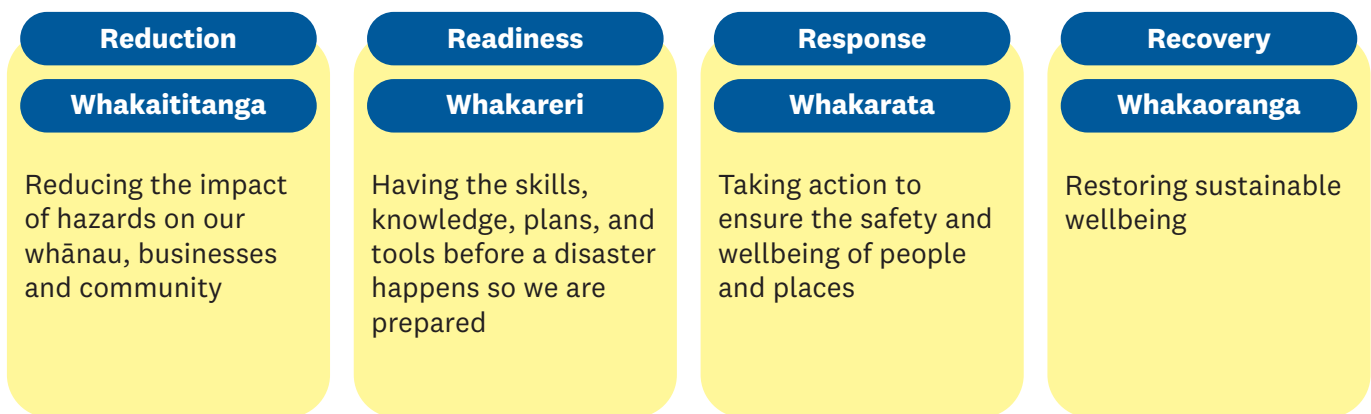 Reduction
Whakaititanga
Reducing the impact
of hazards on our
whānau, businesses
and community
Readiness
Whakareri
Having the skills,
knowledge, plans, and
tools before a disaster
happens so we are
prepared
Response
Whakarata
Taking action to
ensure the safety and
wellbeing of people
and places
Recovery
Whakaoranga
Restoring sustainable
wellbeing